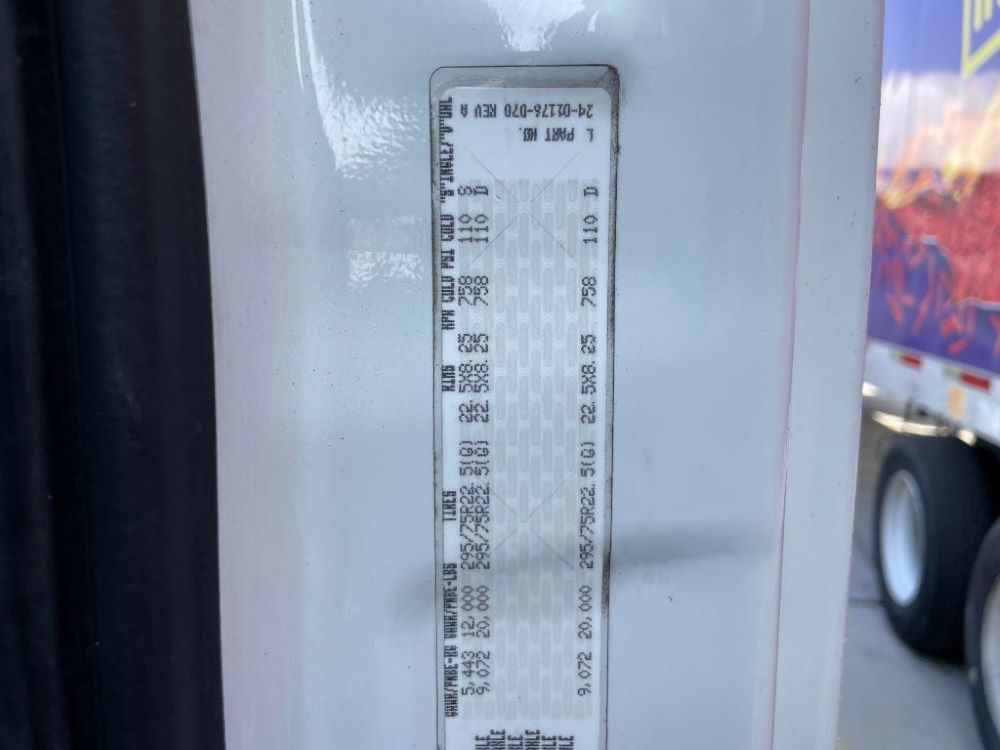 GAWR/PNBE-KG GAWR/PNBE-LBS TIRES RIMS KPA COLD PSI COLD "S"INGLE/"D"UAL
5,443 12,000 295/75R22.5(G) 22.5X8.25 758 110 S
9,072 20,000 295/75R22.5(G) 22.5X8.25 758 110 D
9,072 20,000 295/75R22.5(G) 22.5X8.25 758 110 D
L PART NO.
24-01176-070 REV A